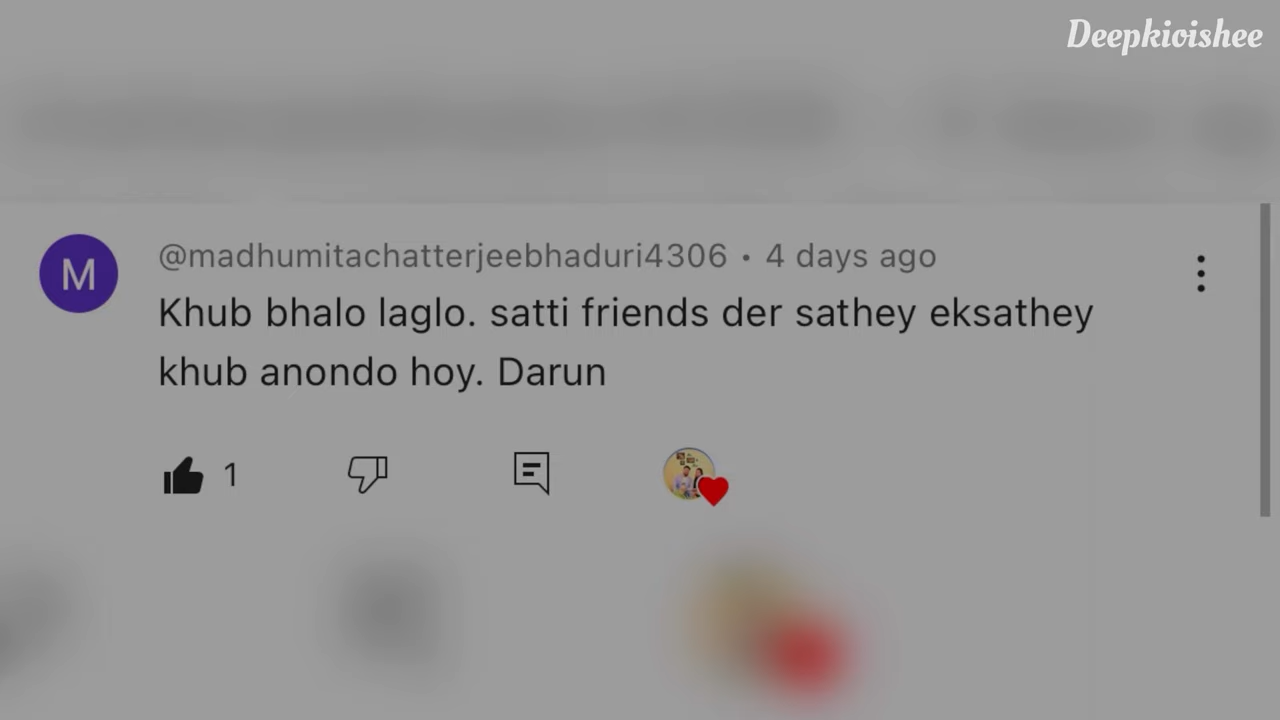 Deepkioishee
@madhumitachatterjeebhaduri4306 • 4 days ago
M
Khub bhalo laglo. satti friends der sathey eksathey
khub anondo hoy. Darun
1